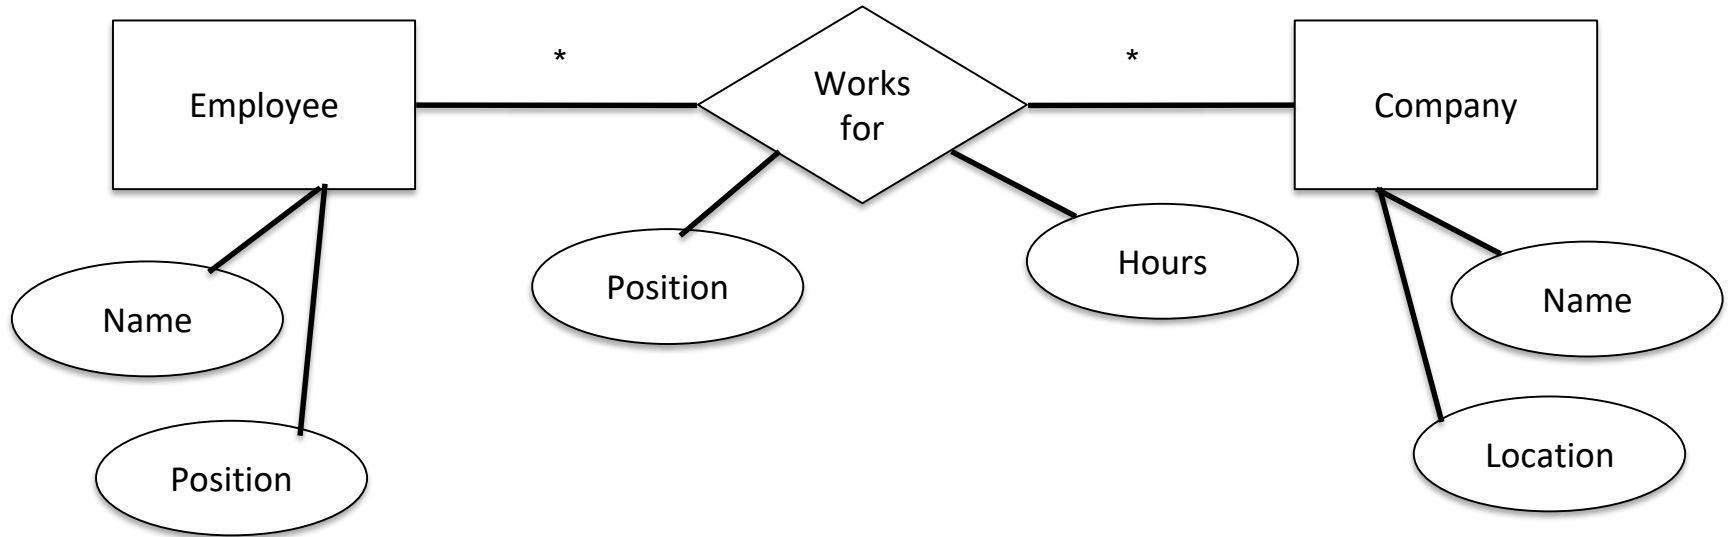 *
*
Employee
Works
for
Company
Position
Hours
Name
Name
Location
Position